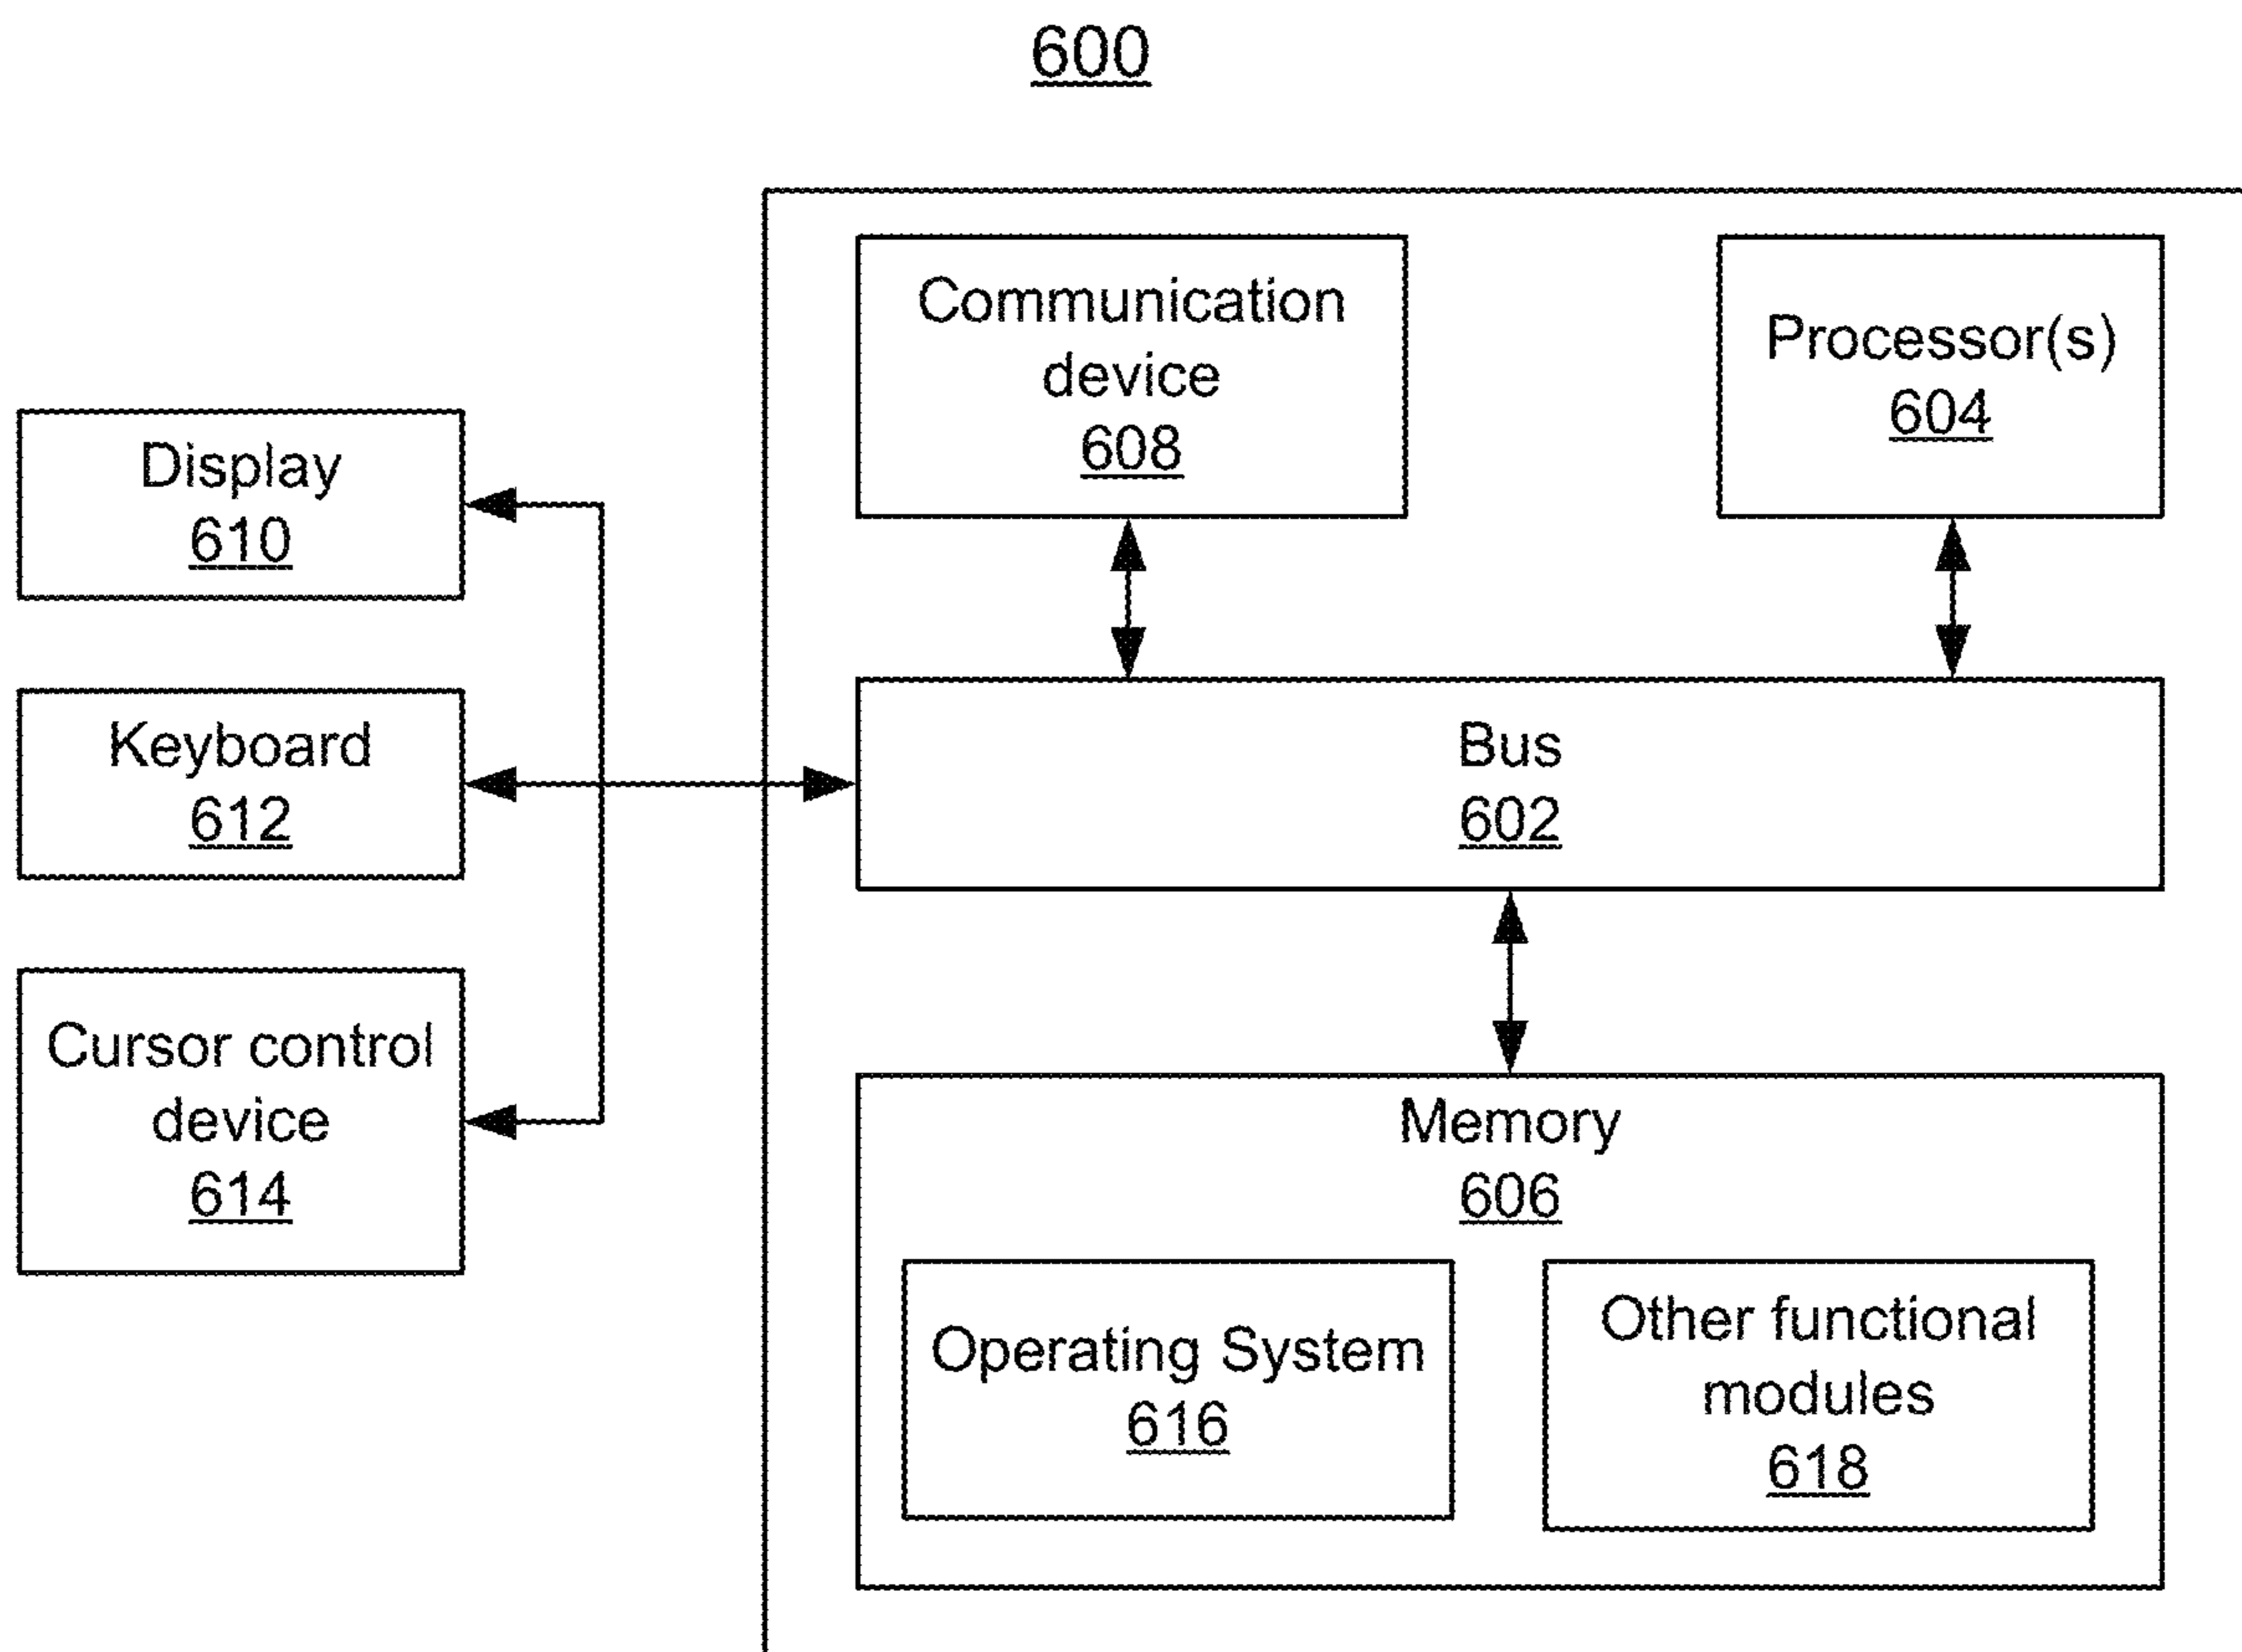 600
Communication
device
608
Processor(s)
604
Display
610
Keyboard
612
Bus
602
Cursor control
device
614
Memory
606
Operating System
616
Other functional
modules
618